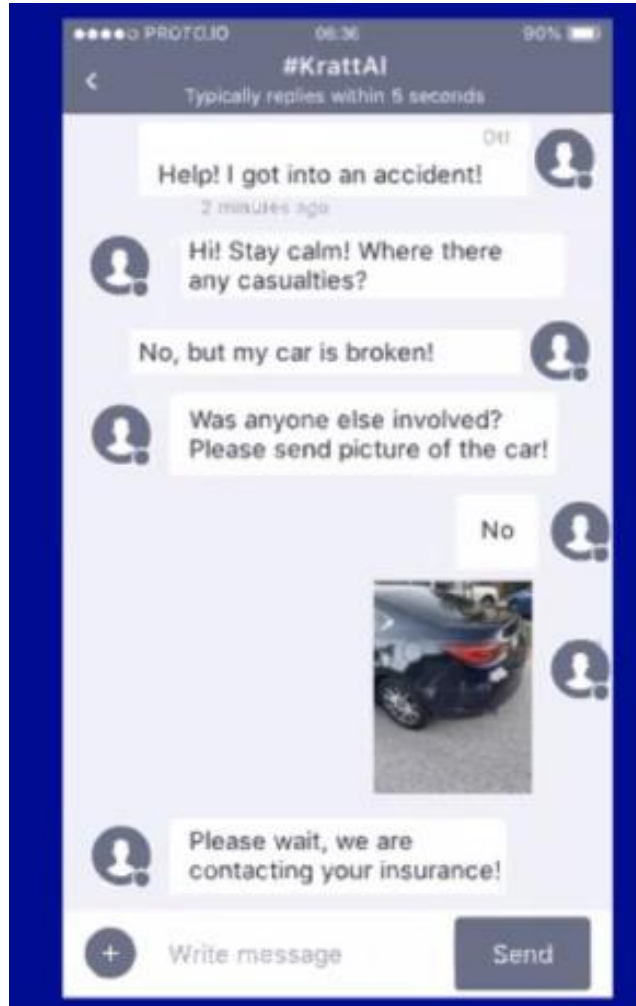 PROTO.IO 06:36 90%
#KrattAI
Typically replies within 5 seconds
Ott
Help! I got into an accident!
2 minutes ago
Hi! Stay calm! Where there
any casualties?
No, but my car is broken!
Was anyone else involved?
Please send picture of the car!
No
Please wait, we are
contacting your insurance!
+ Write message Send